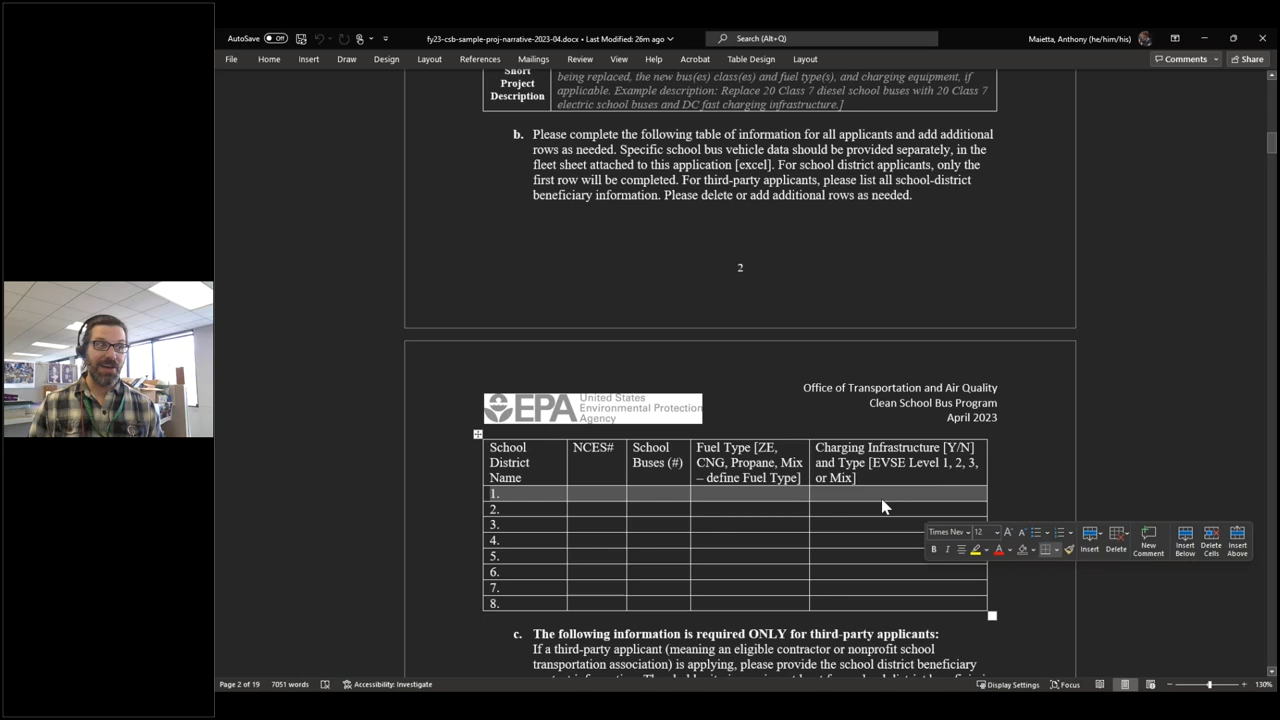 AutoSave Off
fy23-csb-sample-proj-narrative-2023-04.docx • Last Modified: 26m ago
Search (Alt+Q)
Maietta, Anthony (he/him/his)
File Home Insert Draw Design Layout References Mailings Review View Help Acrobat Table Design Layout
Comments Share
Short
Project
Description
being replaced, the new bus(es) class(es) and fuel type(s), and charging equipment, if
applicable. Example description: Replace 20 Class 7 diesel school buses with 20 Class 7
electric school buses and DC fast charging infrastructure.]
b. Please complete the following table of information for all applicants and add additional
rows as needed. Specific school bus vehicle data should be provided separately, in the
fleet sheet attached to this application [excel]. For school district applicants, only the
first row will be completed. For third-party applicants, please list all school-district
beneficiary information. Please delete or add additional rows as needed.
2
EPA
United States
Environmental Protection
Agency
Office of Transportation and Air Quality
Clean School Bus Program
April 2023
School
District
Name
NCES#
School
Buses (#)
Fuel Type [ZE,
CNG, Propane, Mix
– define Fuel Type]
Charging Infrastructure [Y/N]
and Type [EVSE Level 1, 2, 3,
or Mix]
1.
2.
3.
4.
5.
6.
7.
8.
Times Nev 12
Insert
Delete
New
Comment
Insert
Below
Delete
Cells
Insert
Above
c. The following information is required ONLY for third-party applicants:
If a third-party applicant (meaning an eligible contractor or nonprofit school
transportation association) is applying, please provide the school district beneficiary
Page 2 of 19 7051 words Accessibility: Investigate
Display Settings Focus 130%